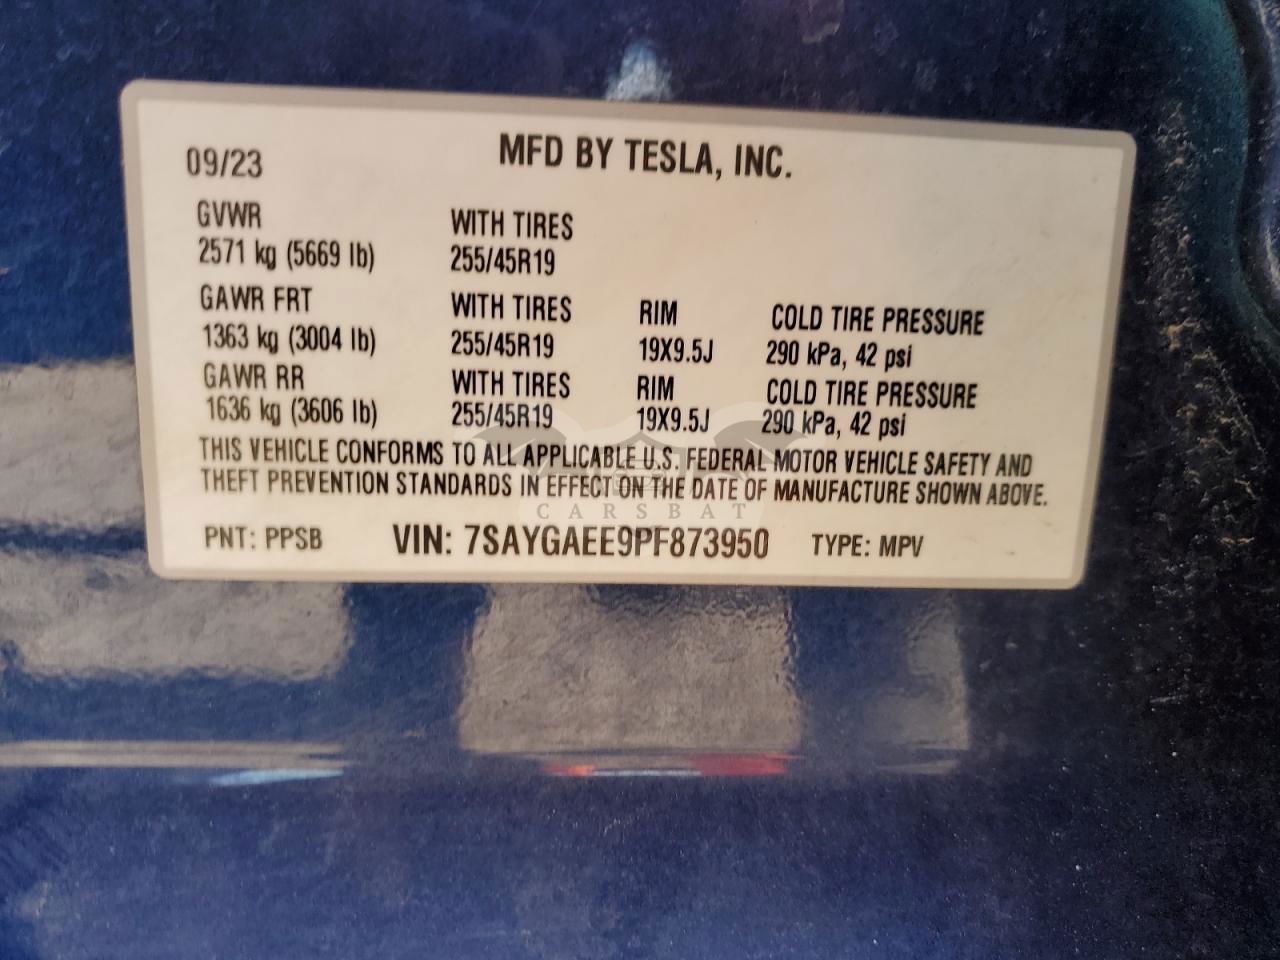 09/23 MFD BY TESLA, INC.
GVWR WITH TIRES
2571 kg (5669 lb) 255/45R19
GAWR FRT WITH TIRES RIM COLD TIRE PRESSURE
1363 kg (3004 lb) 255/45R19 19X9.5J 290 kPa, 42 psi
GAWR RR WITH TIRES RIM COLD TIRE PRESSURE
1636 kg (3606 lb) 255/45R19 19X9.5J 290 kPa, 42 psi
THIS VEHICLE CONFORMS TO ALL APPLICABLE U.S. FEDERAL MOTOR VEHICLE SAFETY AND
THEFT PREVENTION STANDARDS IN EFFECT ON THE DATE OF MANUFACTURE SHOWN ABOVE.
CARSBAT
PNT: PPSB VIN: 7SAYGAEE9PF873950 TYPE: MPV